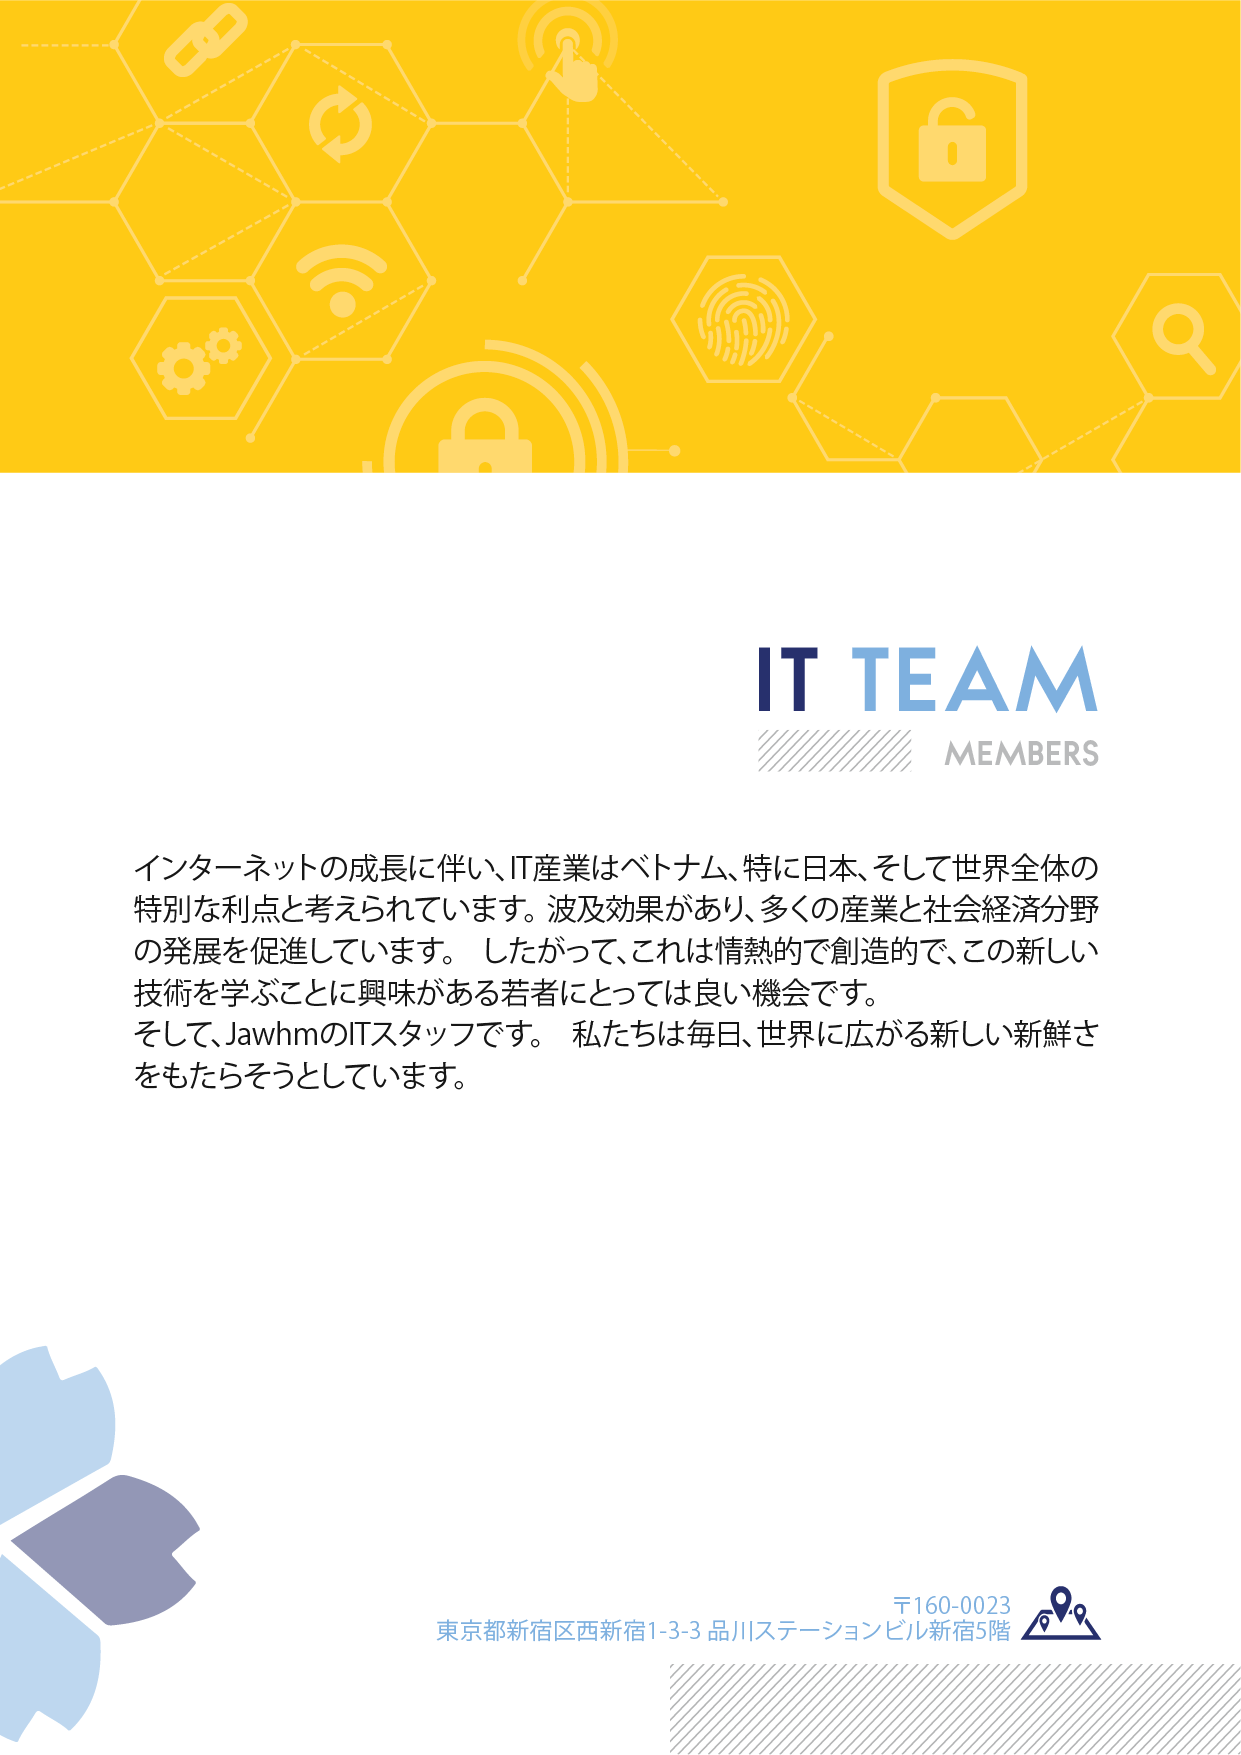 IT TEAM
MEMBERS
インターネットの成長に伴い、IT産業はベトナム、特に日本、そして世界全体の
特別な利点と考えられています。波及効果があり、多くの産業と社会経済分野
の発展を促進しています。　したがって、これは情熱的で創造的で、この新しい
技術を学ぶことに興味がある若者にとっては良い機会です。
そして、JawhmのITスタッフです。　私たちは毎日、世界に広がる新しい新鮮さ
をもたらそうとしています。
〒160-0023
東京都新宿区西新宿1-3-3 品川ステーションビル新宿5階